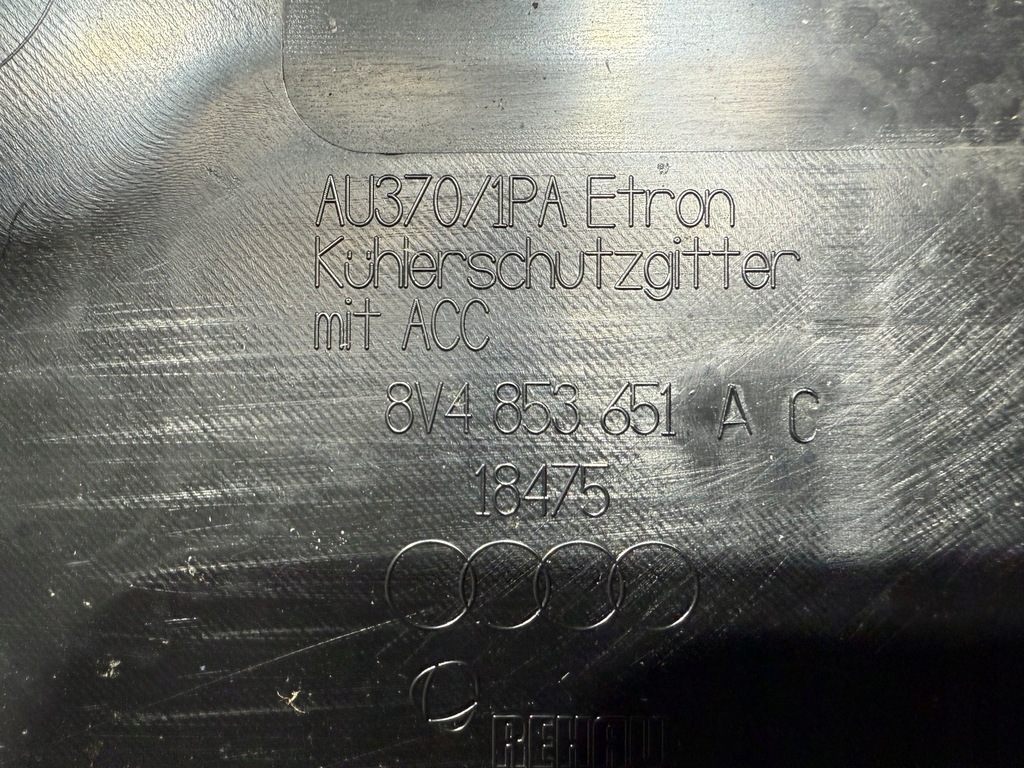 AU370/1PA Etron
Kühlerschutzgitter
mit ACC
8V4 853 651 A C
18475
REHAU